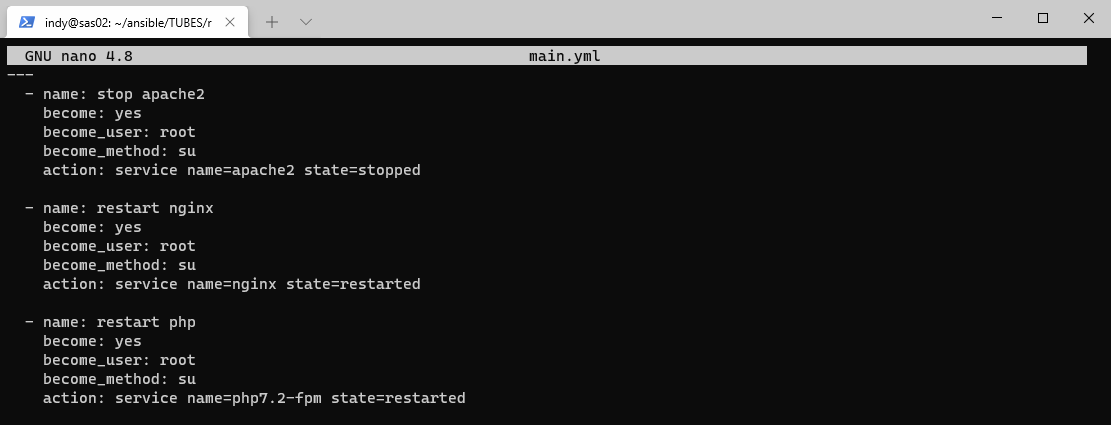 indy@sas02: ~/ansible/TUBES/r
GNU nano 4.8 main.yml
---
  - name: stop apache2
    become: yes
    become_user: root
    become_method: su
    action: service name=apache2 state=stopped

  - name: restart nginx
    become: yes
    become_user: root
    become_method: su
    action: service name=nginx state=restarted

  - name: restart php
    become: yes
    become_user: root
    become_method: su
    action: service name=php7.2-fpm state=restarted